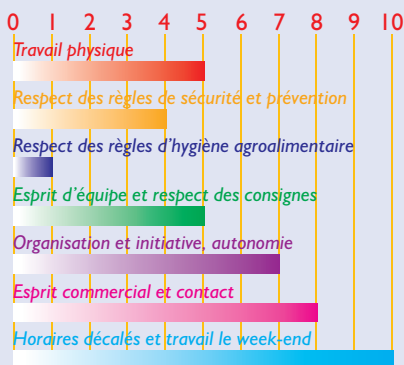 0 1 2 3 4 5 6 7 8 9 10
Travail physique
Respect des règles de sécurité et prévention
Respect des règles d'hygiène agroalimentaire
Esprit d'équipe et respect des consignes
Organisation et initiative, autonomie
Esprit commercial et contact
Horaires décalés et travail le week-end